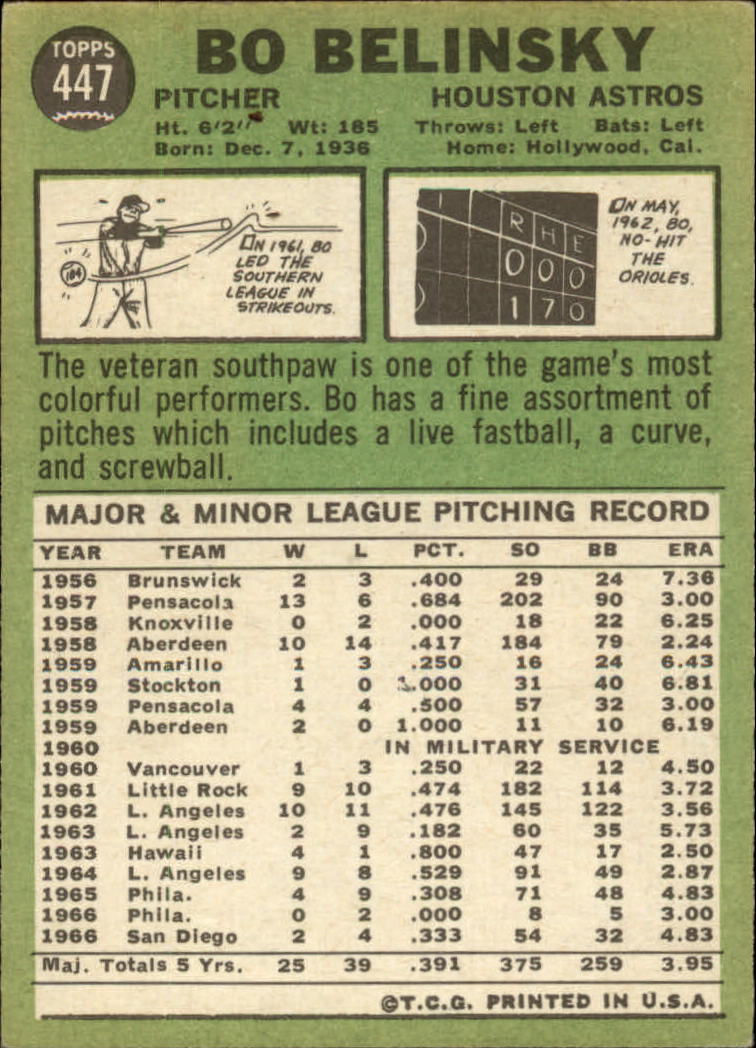 TOPPS
447
BO BELINSKY
PITCHER HOUSTON ASTROS
Ht. 6'2" Wt: 185 Throws: Left Bats: Left
Born: Dec. 7, 1936 Home: Hollywood, Cal.
ON 1961, BO
LED THE
SOUTHERN
LEAGUE IN
STRIKEOUTS.
184
R H E
0 0 0
1 7 0
ON MAY,
1962, BO,
NO-HIT
THE
ORIOLES.
The veteran southpaw is one of the game's most
colorful performers. Bo has a fine assortment of
pitches which includes a live fastball, a curve,
and screwball.
MAJOR & MINOR LEAGUE PITCHING RECORD
YEAR TEAM W L PCT. SO BB ERA
1956 Brunswick 2 3 .400 29 24 7.36
1957 Pensacola 13 6 .684 202 90 3.00
1958 Knoxville 0 2 .000 18 22 6.25
1958 Aberdeen 10 14 .417 184 79 2.24
1959 Amarillo 1 3 .250 16 24 6.43
1959 Stockton 1 0 1.000 31 40 6.81
1959 Pensacola 4 4 .500 57 32 3.00
1959 Aberdeen 2 0 1.000 11 10 6.19
1960 IN MILITARY SERVICE
1960 Vancouver 1 3 .250 22 12 4.50
1961 Little Rock 9 10 .474 182 114 3.72
1962 L. Angeles 10 11 .476 145 122 3.56
1963 L. Angeles 2 9 .182 60 35 5.73
1963 Hawaii 4 1 .800 47 17 2.50
1964 L. Angeles 9 8 .529 91 49 2.87
1965 Phila. 4 9 .308 71 48 4.83
1966 Phila. 0 2 .000 8 5 3.00
1966 San Diego 2 4 .333 54 32 4.83
Maj. Totals 5 Yrs. 25 39 .391 375 259 3.95
©T.C.G. PRINTED IN U.S.A.